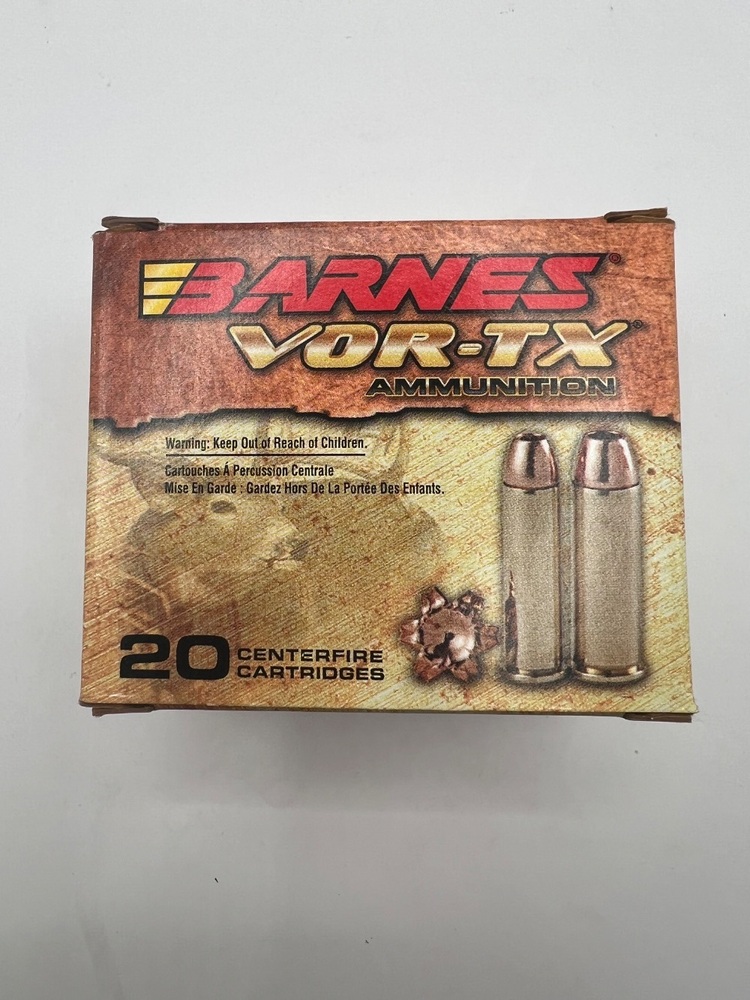 BARNES®
VOR-TX®
AMMUNITION
Warning: Keep Out of Reach of Children.
Cartouches Á Percussion Centrale
Mise En Garde : Gardez Hors De La Portée Des Enfants.
20 CENTERFIRE
CARTRIDGES